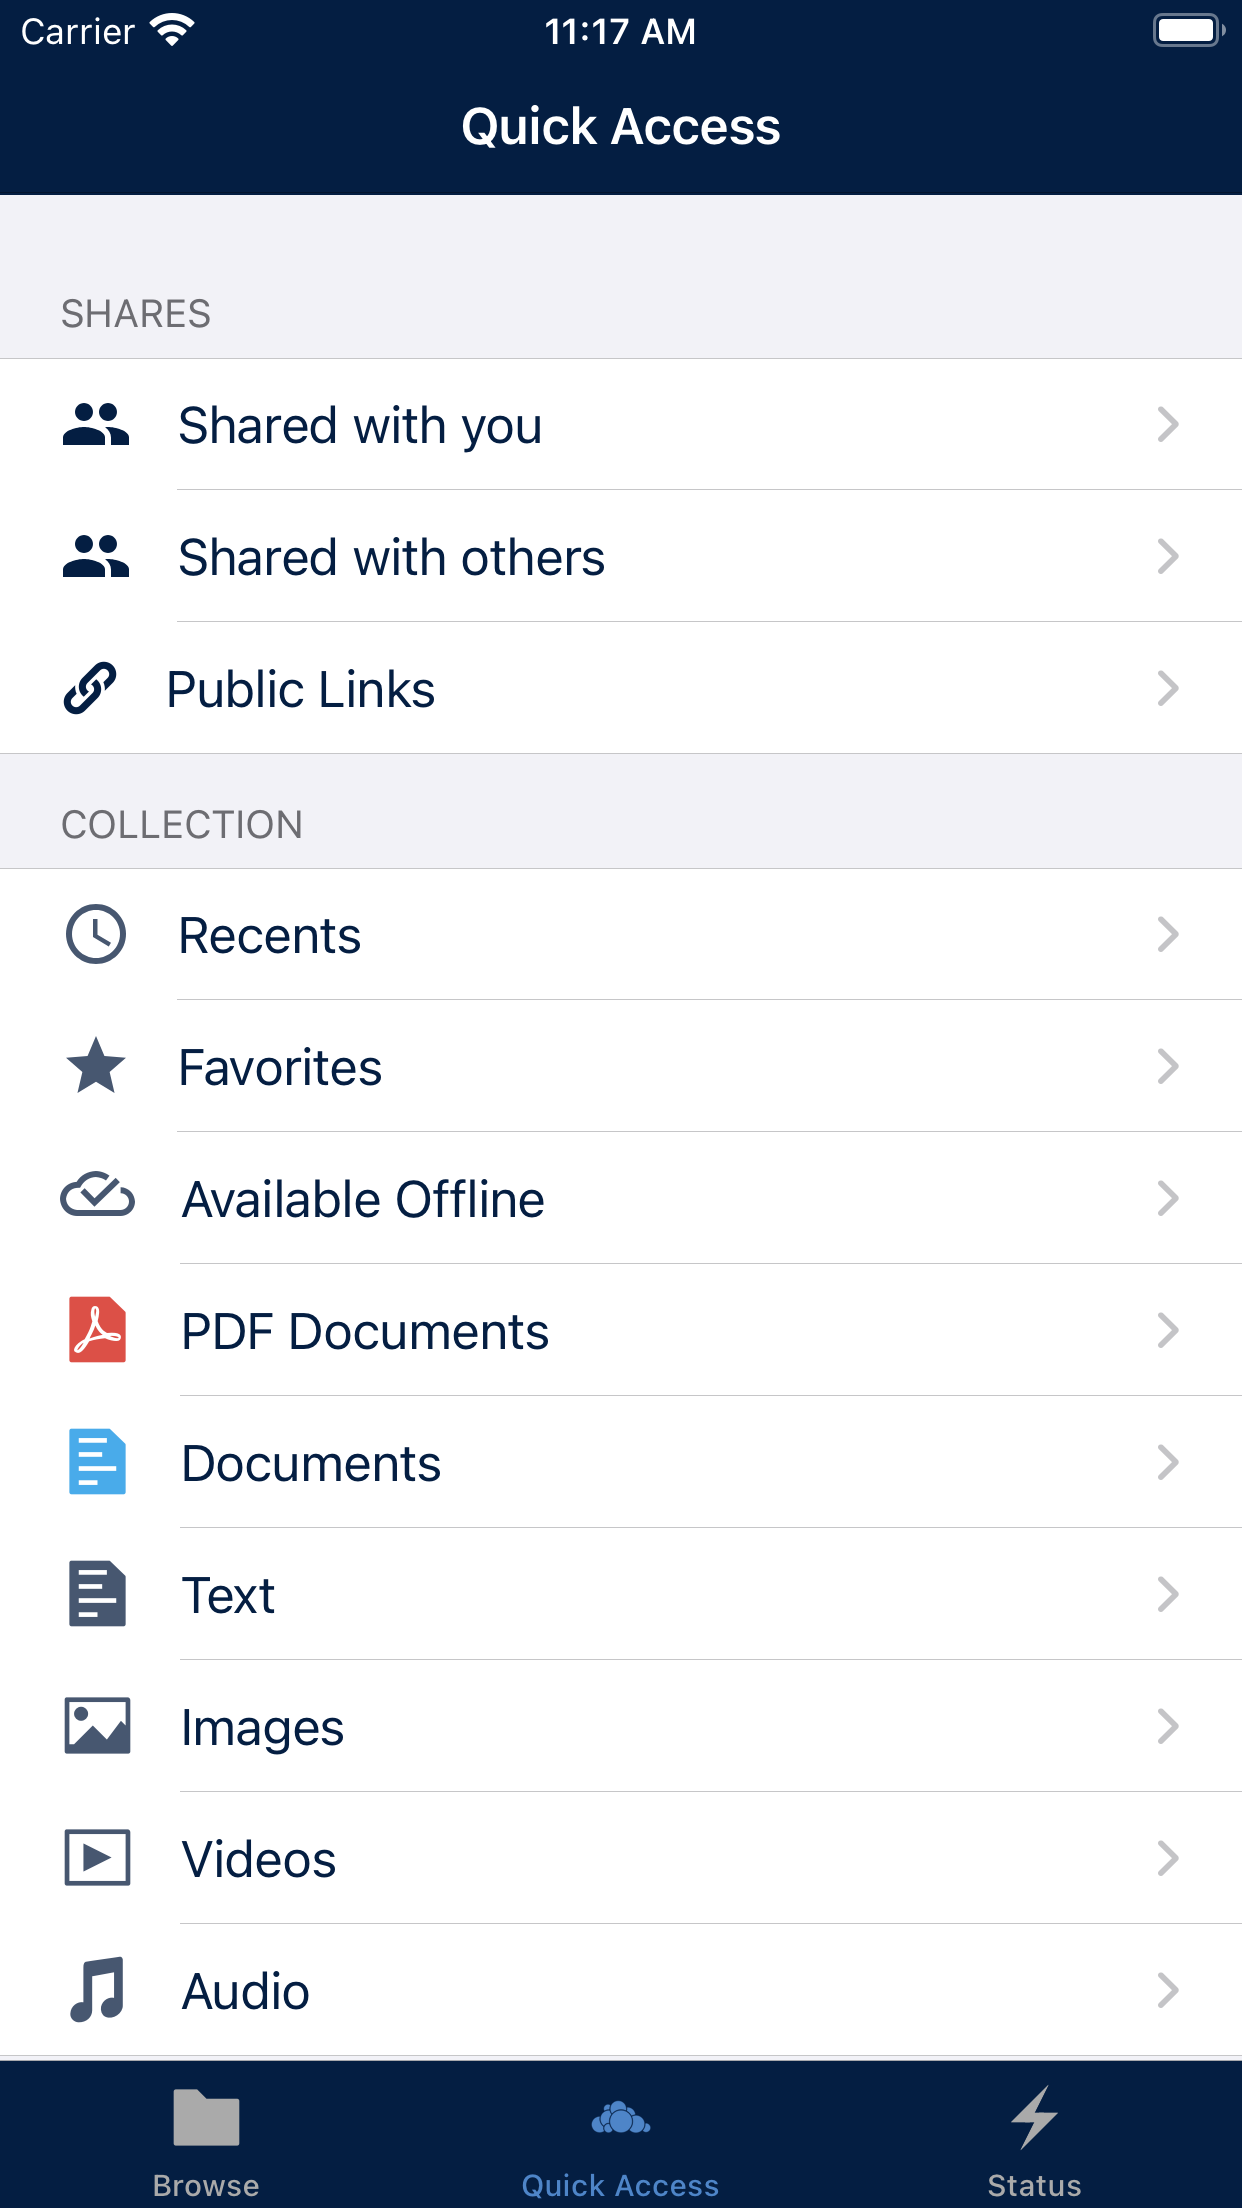 Carrier
11:17 AM
Quick Access
SHARES
Shared with you
Shared with others
Public Links
COLLECTION
Recents
Favorites
Available Offline
PDF Documents
Documents
Text
Images
Videos
Audio
Browse
Quick Access
Status